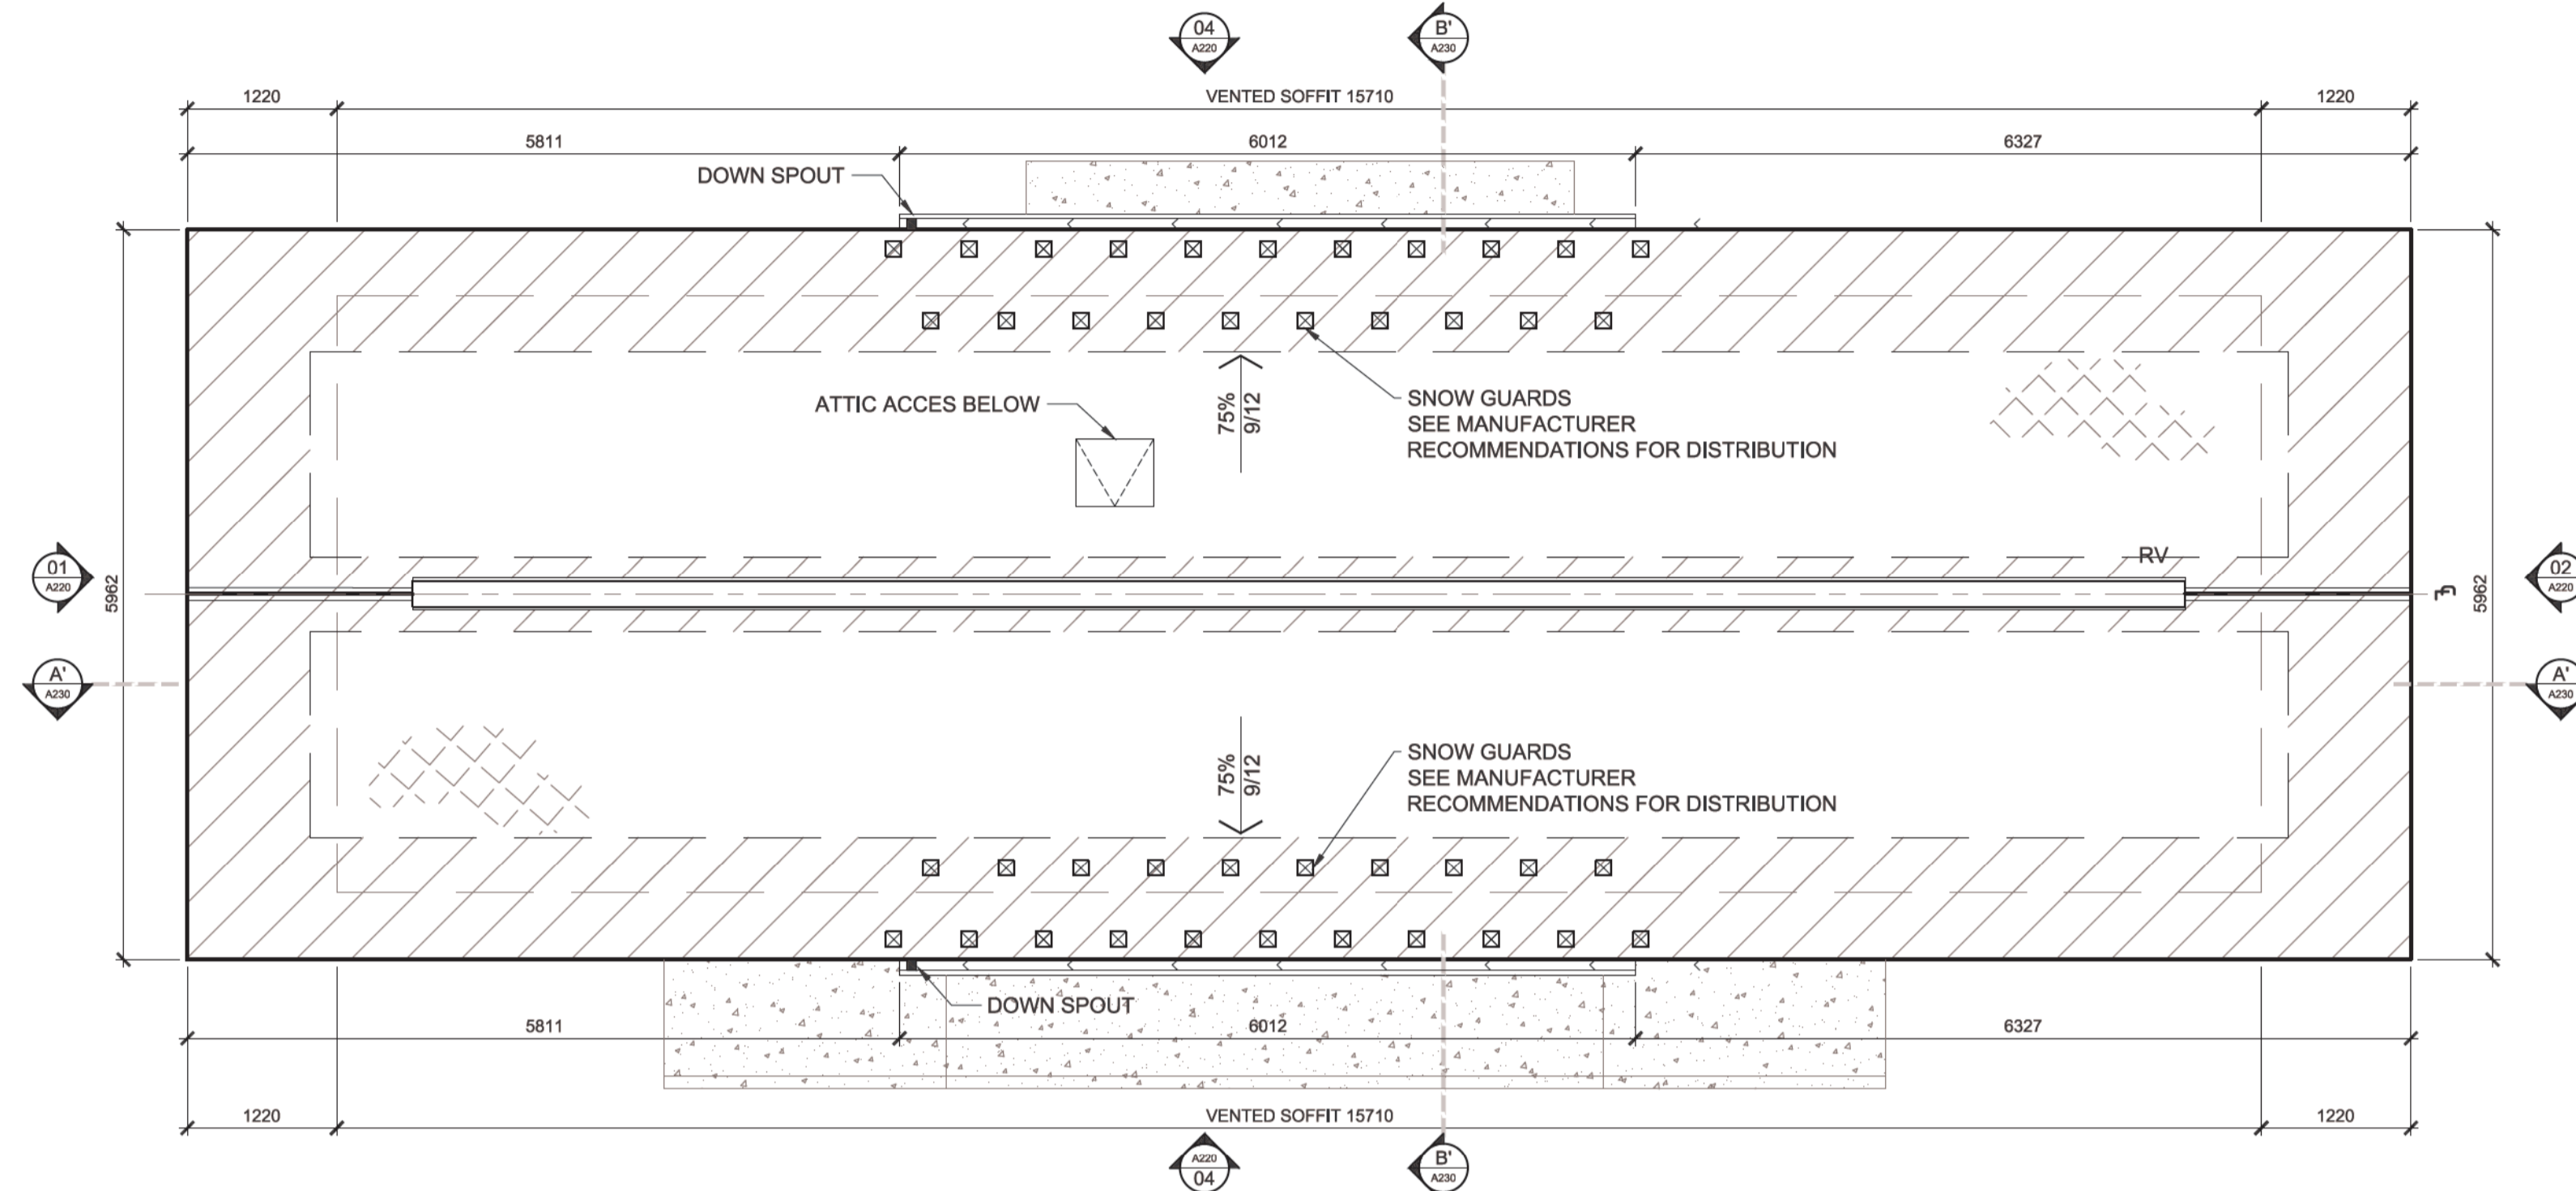 04
A220
B'
A230
1220
VENTED SOFFIT 15710
1220
5811
6012
6327
DOWN SPOUT
ATTIC ACCES BELOW
75%
9/12
SNOW GUARDS
SEE MANUFACTURER
RECOMMENDATIONS FOR DISTRIBUTION
01
A220
5962
RV
5962
02
A220
A'
A230
A'
A230
75%
9/12
SNOW GUARDS
SEE MANUFACTURER
RECOMMENDATIONS FOR DISTRIBUTION
DOWN SPOUT
5811
6012
6327
1220
VENTED SOFFIT 15710
1220
A220
04
B'
A230